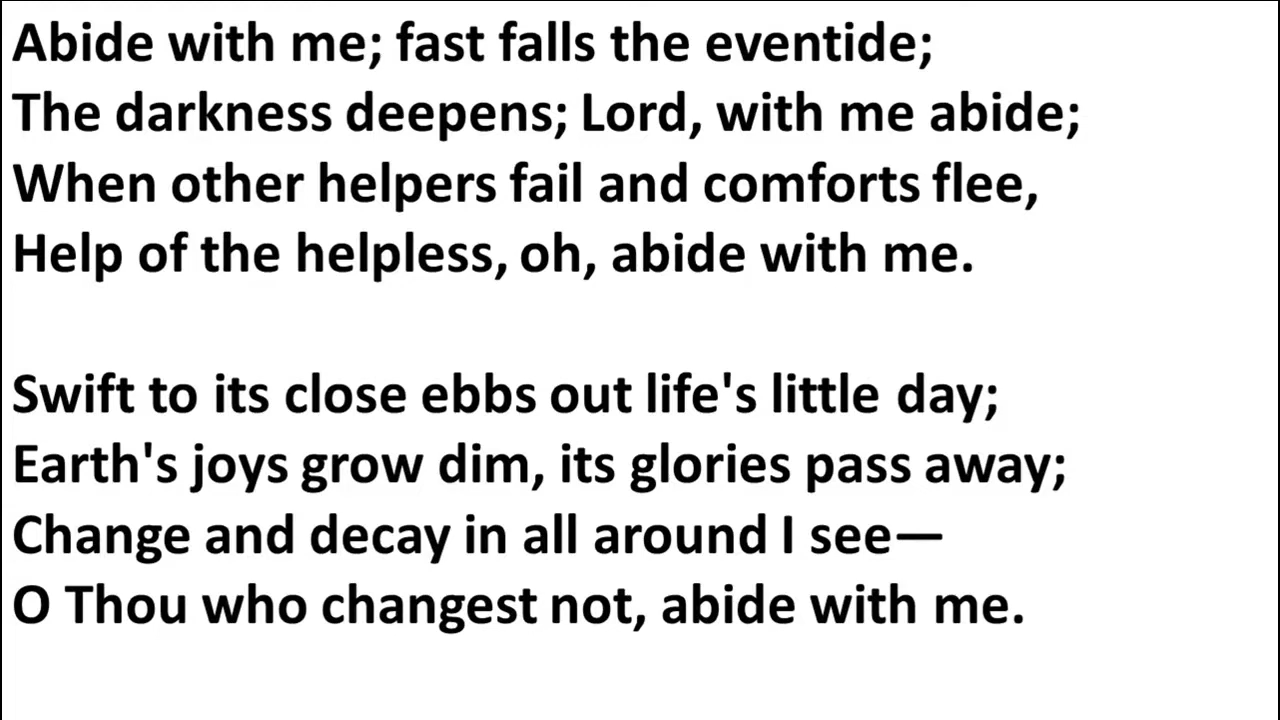 Abide with me; fast falls the eventide;
The darkness deepens; Lord, with me abide;
When other helpers fail and comforts flee,
Help of the helpless, oh, abide with me.
Swift to its close ebbs out life's little day;
Earth's joys grow dim, its glories pass away;
Change and decay in all around I see—
O Thou who changest not, abide with me.